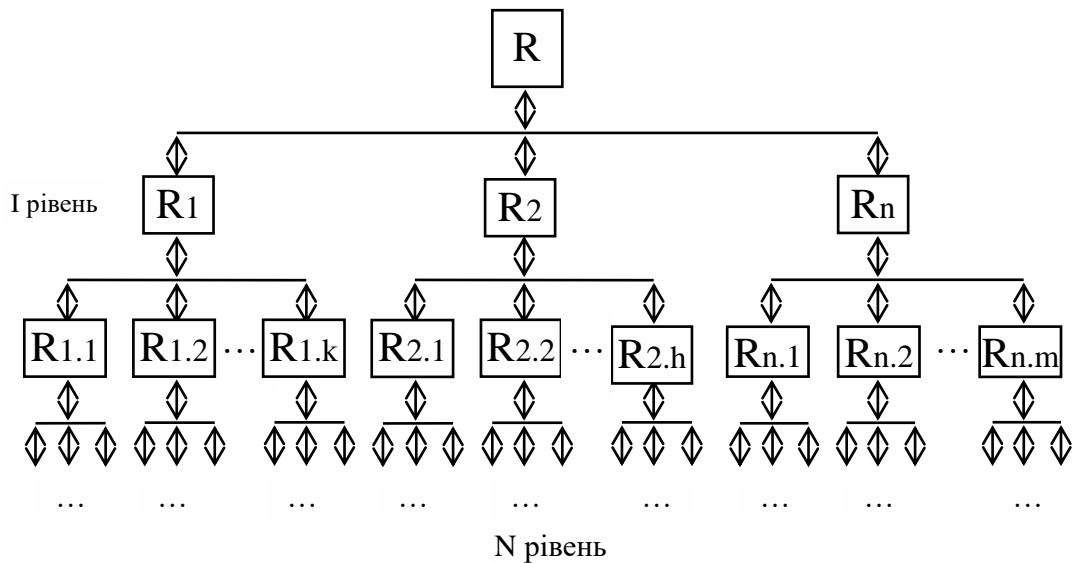 R
I рівень
R1 R2 Rn
R1.1 R1.2 … R1.k R2.1 R2.2 … R2.h Rn.1 Rn.2 … Rn.m
… … … … … … … … …
N рівень